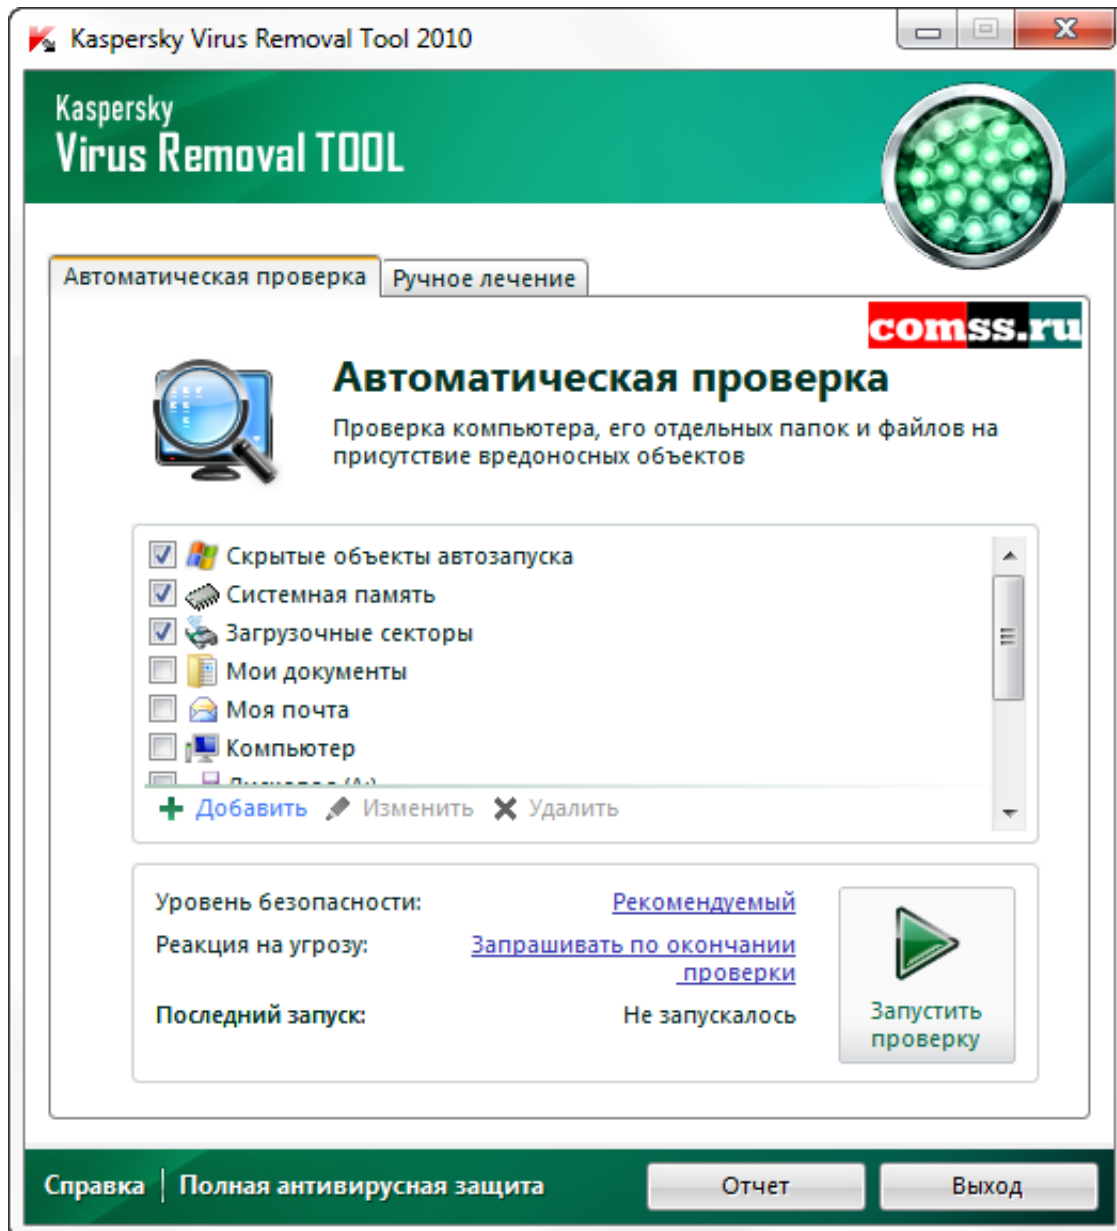 Kaspersky Virus Removal Tool 2010
Kaspersky
Virus Removal TOOL
Автоматическая проверка
Ручное лечение
comss.ru
Автоматическая проверка
Проверка компьютера, его отдельных папок и файлов на
присутствие вредоносных объектов
Скрытые объекты автозапуска
Системная память
Загрузочные секторы
Мои документы
Моя почта
Компьютер
Добавить Изменить Удалить
Уровень безопасности: Рекомендуемый
Реакция на угрозу: Запрашивать по окончании
проверки
Последний запуск: Не запускалось
Запустить
проверку
Справка Полная антивирусная защита
Отчет
Выход